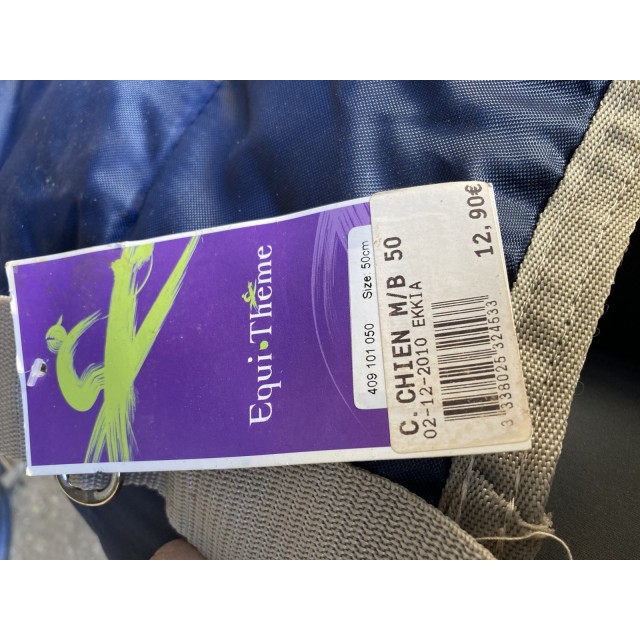 Equi·Thème
409 101 050 Size: 50cm
C. CHIEN M/B 50
02-12-2010 EKKIA
3 338025 324533
12,90€